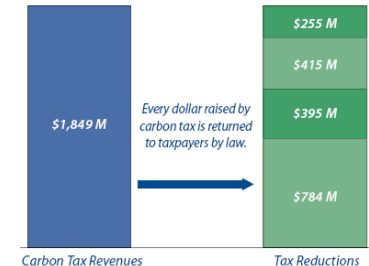 $255 M
$415 M
$1,849 M
Every dollar raised by
carbon tax is returned
to taxpayers by law.
$395 M
$784 M
Carbon Tax Revenues
Tax Reductions